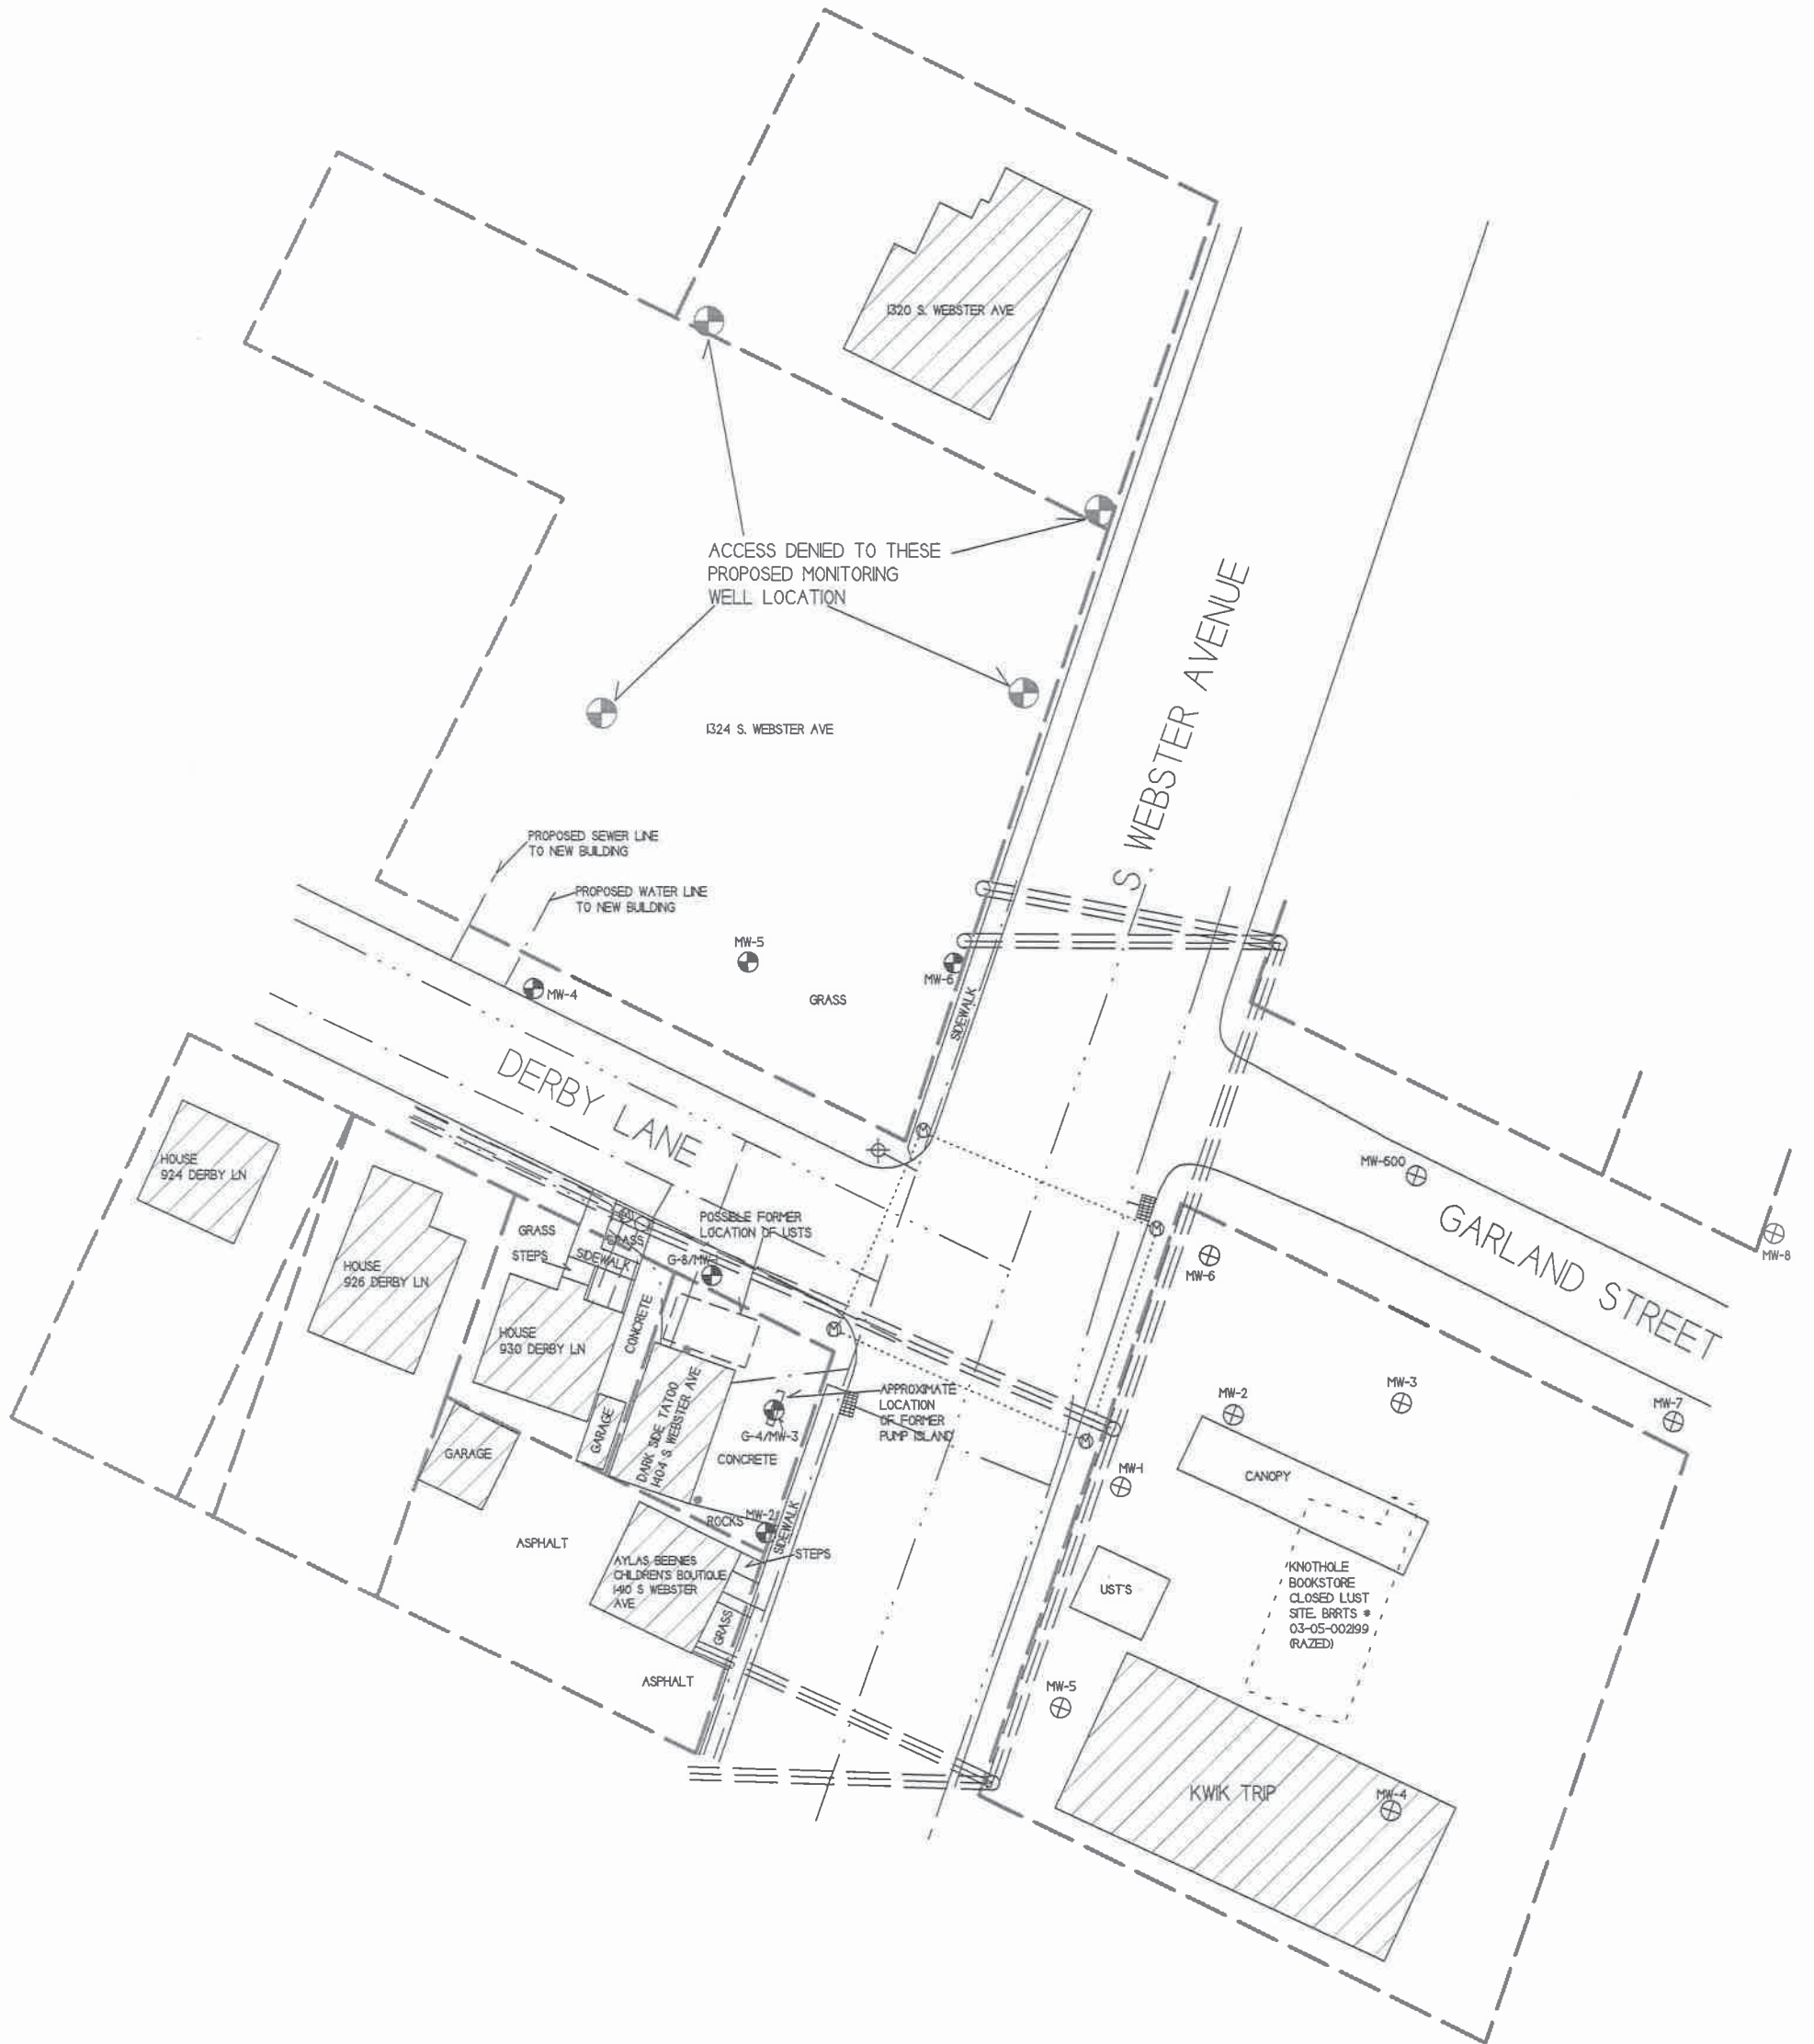 1320 S. WEBSTER AVE
ACCESS DENIED TO THESE
PROPOSED MONITORING
WELL LOCATION
S WEBSTER AVENUE
1324 S. WEBSTER AVE
PROPOSED SEWER LINE
TO NEW BUILDING
PROPOSED WATER LINE
TO NEW BUILDING
MW-5
MW-6
MW-4
GRASS
SIDEWALK
DERBY LANE
HOUSE
924 DERBY LN
HOUSE
926 DERBY LN
GRASS
STEPS
SIDEWALK
GRASS
POSSIBLE FORMER
LOCATION OF USTS
G-8/MW-1
HOUSE
930 DERBY LN
CONCRETE
GARAGE
GARAGE
DARK SIDE TATOO
1404 S WEBSTER AVE
APPROXIMATE
LOCATION
OF FORMER
PUMP ISLAND
G-4/MW-3
CONCRETE
ROCKS
MW-2
SIDEWALK
STEPS
ASPHALT
AYLAS BEENIES
CHILDREN'S BOUTIQUE
1410 S WEBSTER
AVE
GRASS
ASPHALT
MW-600
GARLAND STREET
MW-8
MW-6
MW-2
MW-3
MW-7
MW-1
CANOPY
UST'S
KNOTHOLE
BOOKSTORE
CLOSED LUST
SITE. BRRTS #
03-05-002199
(RAZED)
MW-5
KWIK TRIP
MW-4
M
M
M
M
M